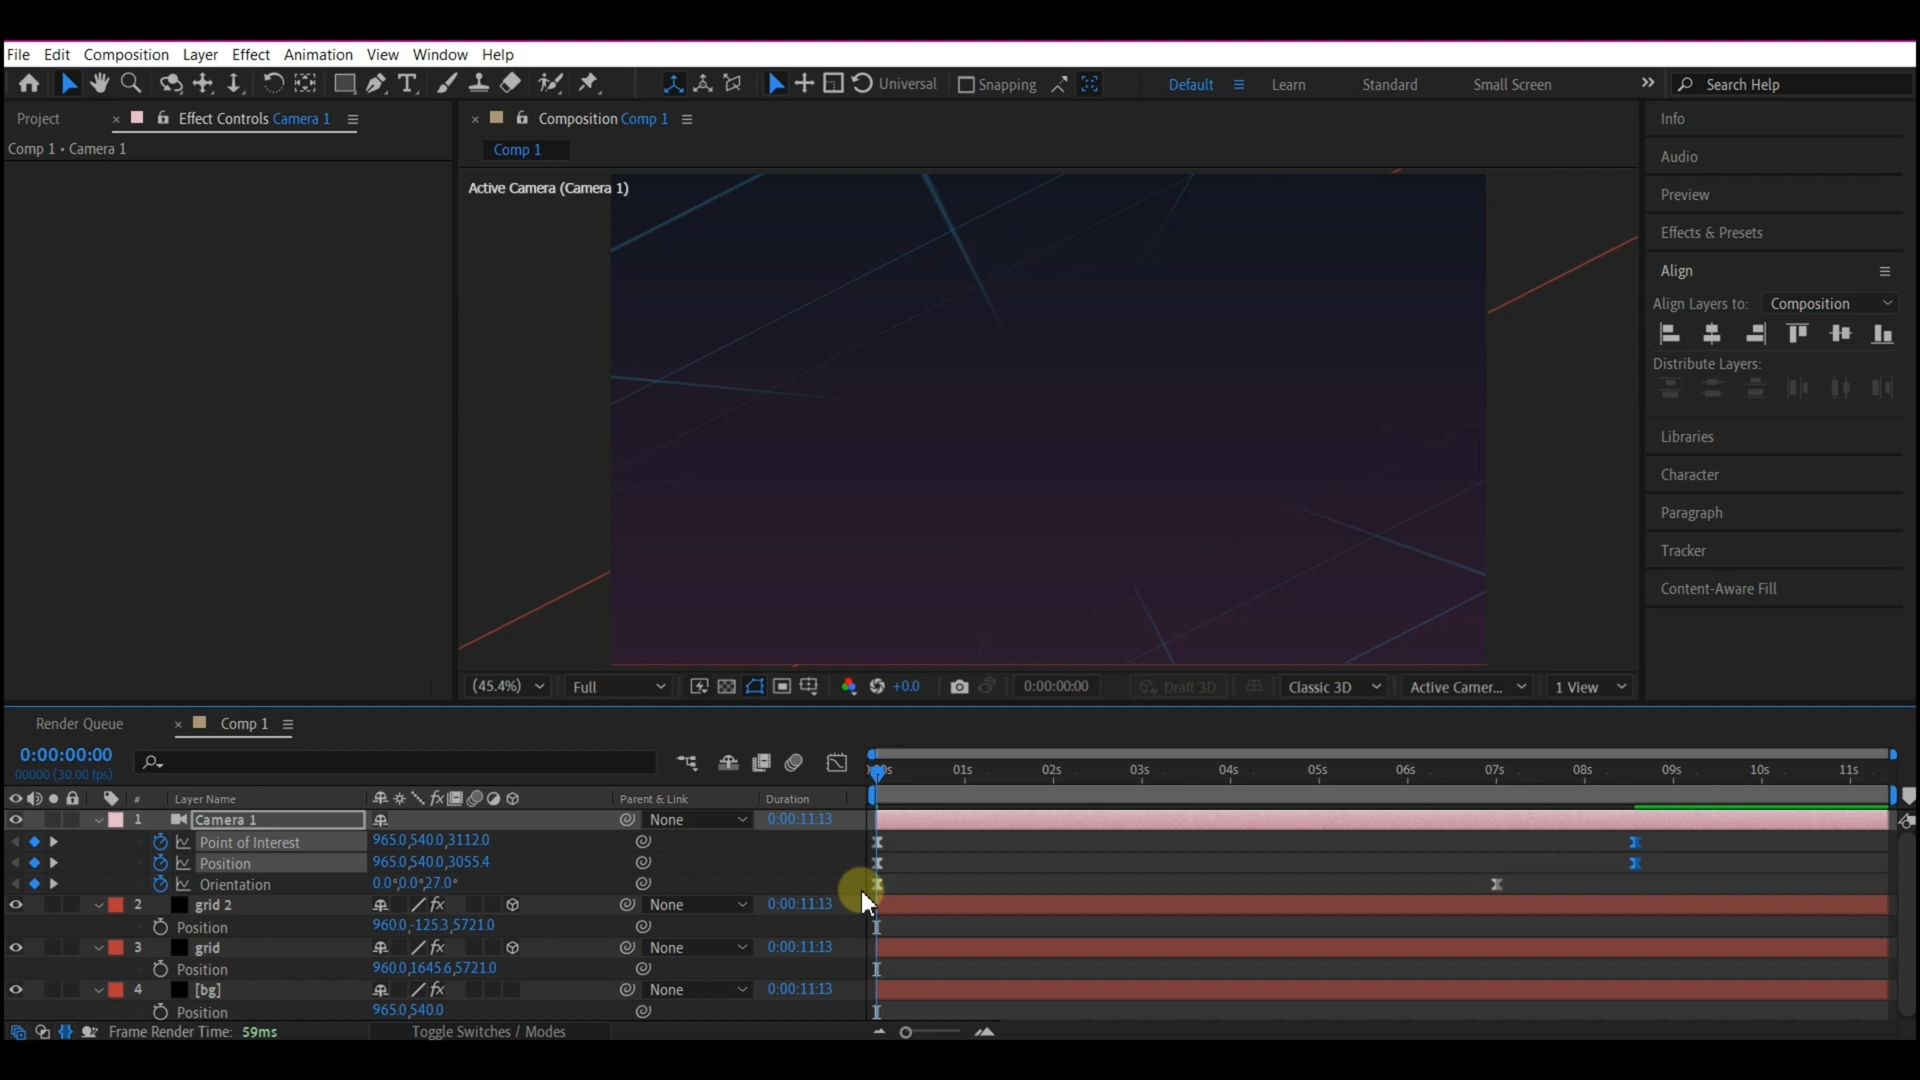 File Edit Composition Layer Effect Animation View Window Help
Universal Snapping Default Learn Standard Small Screen Search Help
Project Effect Controls Camera 1 Composition Comp 1 Info
Comp 1 • Camera 1 Comp 1
Audio
Active Camera (Camera 1)
Preview
Effects & Presets
Align
Align Layers to: Composition
Distribute Layers:
Libraries
Character
Paragraph
Tracker
Content-Aware Fill
(45.4%) Full +0.0 0:00:00:00 Draft 3D Classic 3D Active Camer... 1 View
Render Queue Comp 1
0:00:00:00
00000 (30.00 fps)
01s 02s 03s 04s 05s 06s 07s 08s 09s 10s 11s
# Layer Name Parent & Link Duration
1 Camera 1 None 0:00:11:13
Point of Interest 965.0,540.0,3112.0
Position 965.0,540.0,3055.4
Orientation 0.0°,0.0°,27.0°
2 grid 2 None 0:00:11:13
Position 960.0,-125.3,5721.0
3 grid None 0:00:11:13
Position 960.0,1645.6,5721.0
4 [bg] None 0:00:11:13
Position 965.0,540.0
Frame Render Time: 59ms Toggle Switches / Modes